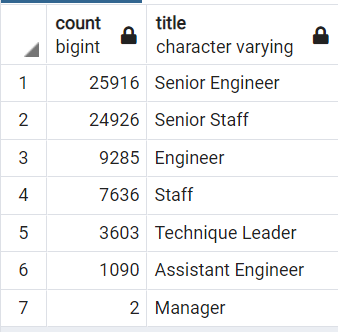 count title
bigint character varying
1 25916 Senior Engineer
2 24926 Senior Staff
3 9285 Engineer
4 7636 Staff
5 3603 Technique Leader
6 1090 Assistant Engineer
7 2 Manager